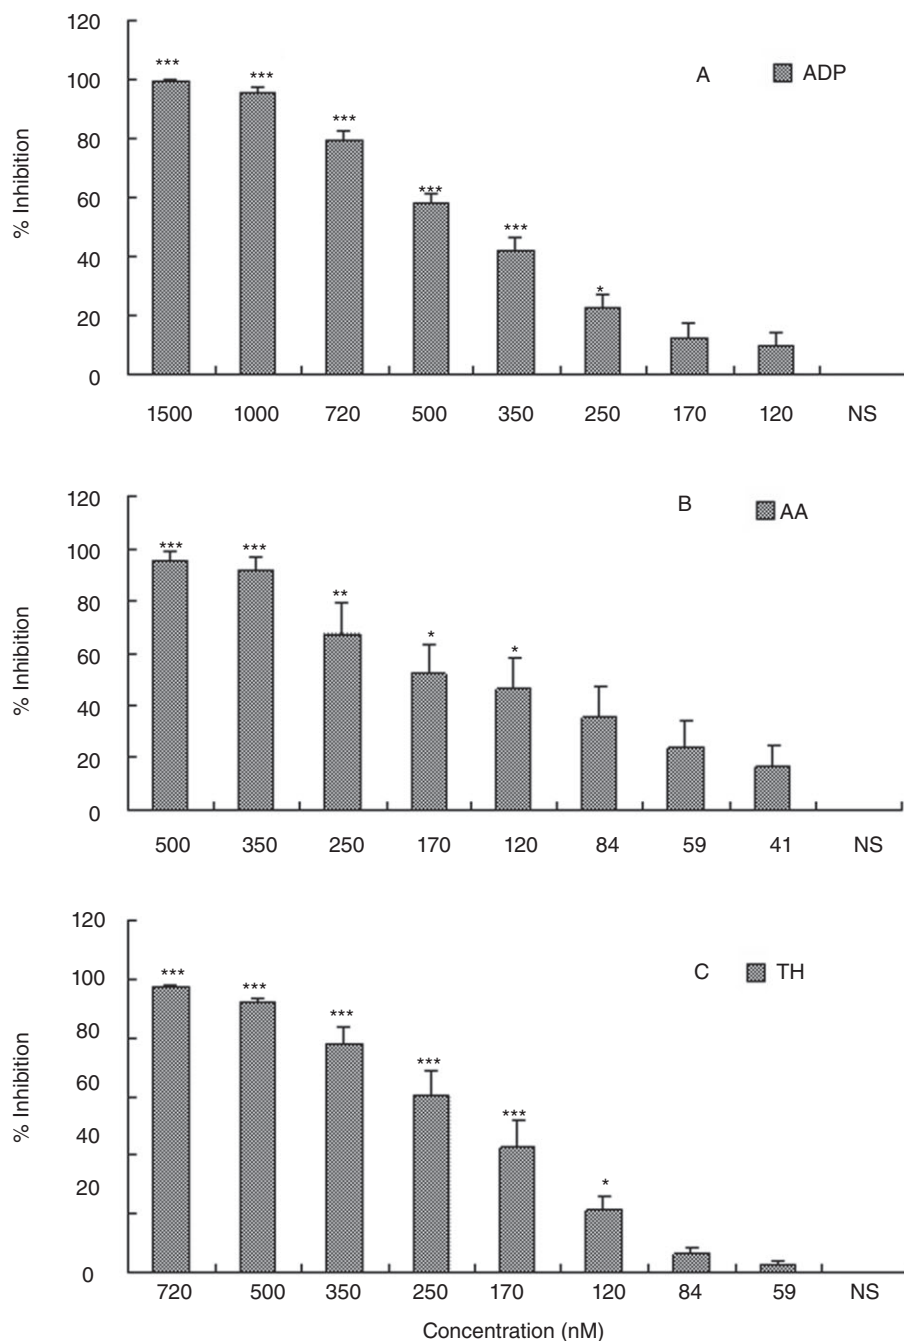 120
100
80
60
40
20
0
% Inhibition
A
ADP
***
***
***
***
***
*
1500 1000 720 500 350 250 170 120 NS
120
100
80
60
40
20
0
% Inhibition
B
AA
***
***
**
*
*
500 350 250 170 120 84 59 41 NS
120
100
80
60
40
20
0
% Inhibition
C
TH
***
***
***
***
***
*
720 500 350 250 170 120 84 59 NS
Concentration (nM)